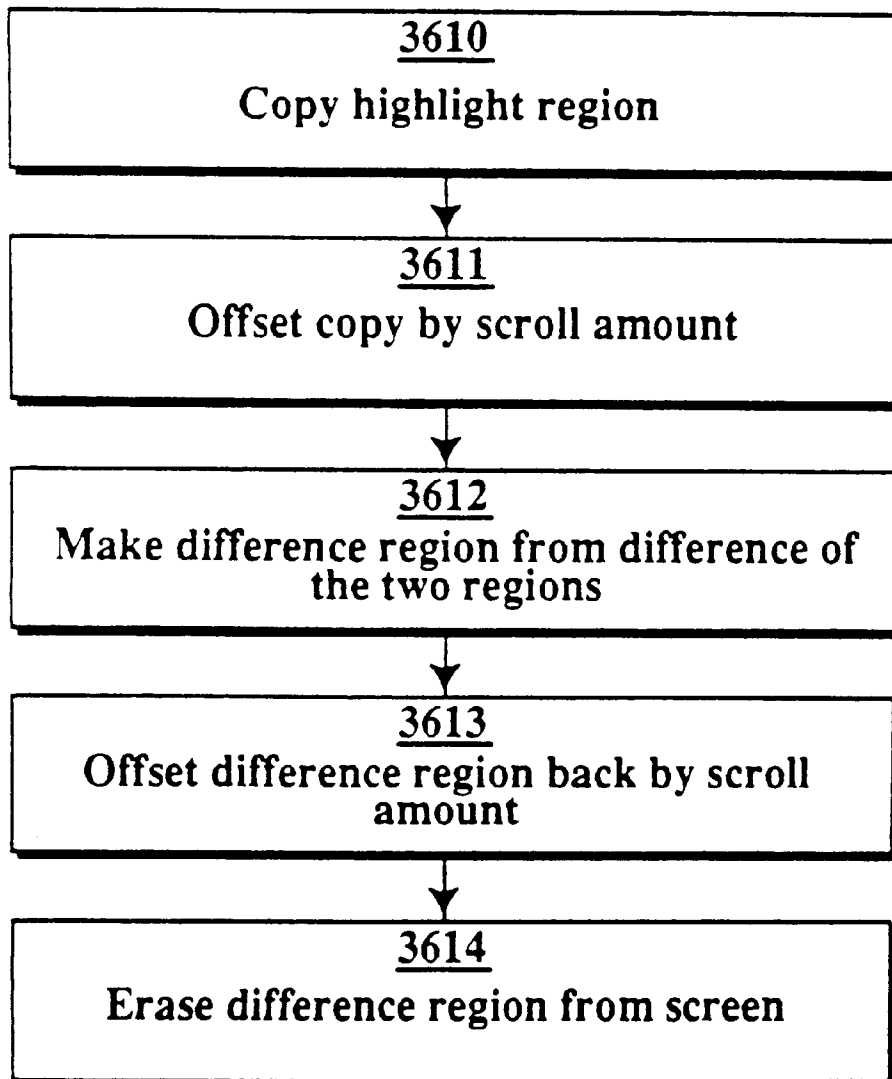 3610
Copy highlight region
3611
Offset copy by scroll amount
3612
Make difference region from difference of
the two regions
3613
Offset difference region back by scroll
amount
3614
Erase difference region from screen